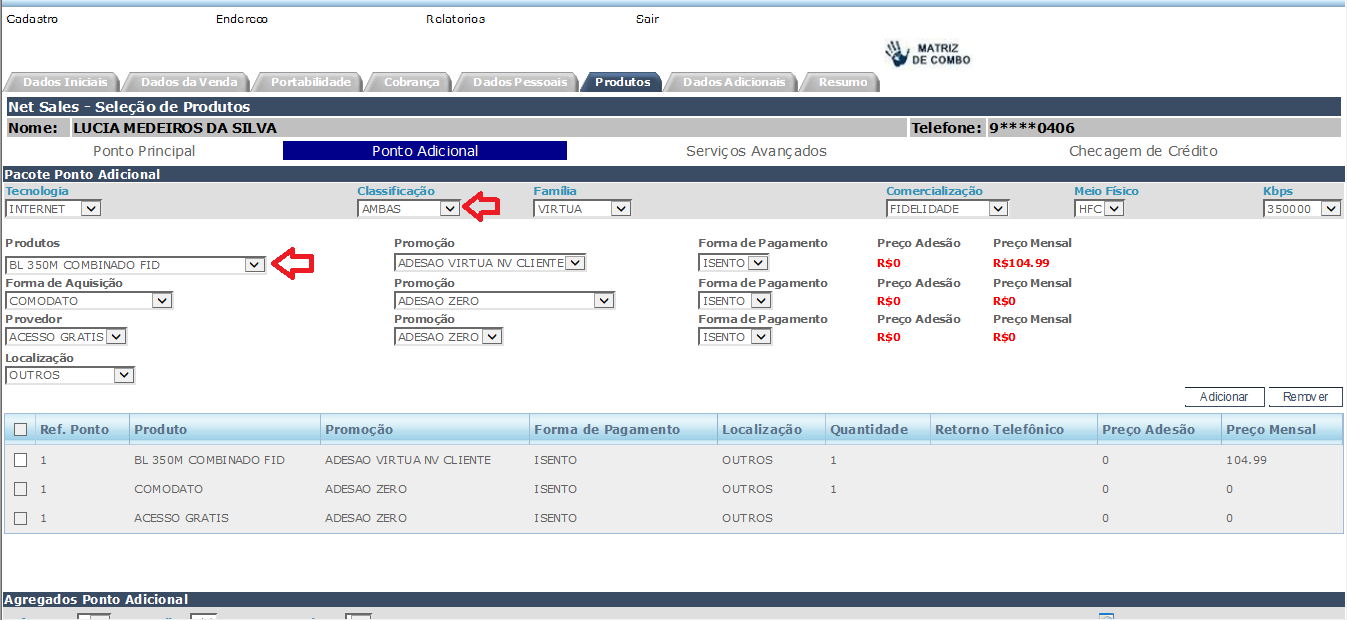 Cadastro Endereco Relatorios Sair
MATRIZ
DE COMBO
Dados Iniciais Dados da Venda Portabilidade Cobrança Dados Pessoais Produtos Dados Adicionais Resumo
Net Sales - Seleção de Produtos
Nome: LUCIA MEDEIROS DA SILVA Telefone: 9****0406
Ponto Principal Ponto Adicional Serviços Avançados Checagem de Crédito
Pacote Ponto Adicional
Tecnologia Classificação Família Comercialização Meio Físico Kbps
INTERNET AMBAS VIRTUA FIDELIDADE HFC 350000
Produtos Promoção Forma de Pagamento Preço Adesão Preço Mensal
BL 350M COMBINADO FID ADESAO VIRTUA NV CLIENTE ISENTO R$0 R$104.99
Forma de Aquisição Promoção Forma de Pagamento Preço Adesão Preço Mensal
COMODATO ADESAO ZERO ISENTO R$0 R$0
Provedor Promoção Forma de Pagamento Preço Adesão Preço Mensal
ACESSO GRATIS ADESAO ZERO ISENTO R$0 R$0
Localização
OUTROS
Adicionar Remover
Ref. Ponto Produto Promoção Forma de Pagamento Localização Quantidade Retorno Telefônico Preço Adesão Preço Mensal
1 BL 350M COMBINADO FID ADESAO VIRTUA NV CLIENTE ISENTO OUTROS 1 0 104.99
1 COMODATO ADESAO ZERO ISENTO OUTROS 1 0 0
1 ACESSO GRATIS ADESAO ZERO ISENTO OUTROS 0 0
Agregados Ponto Adicional